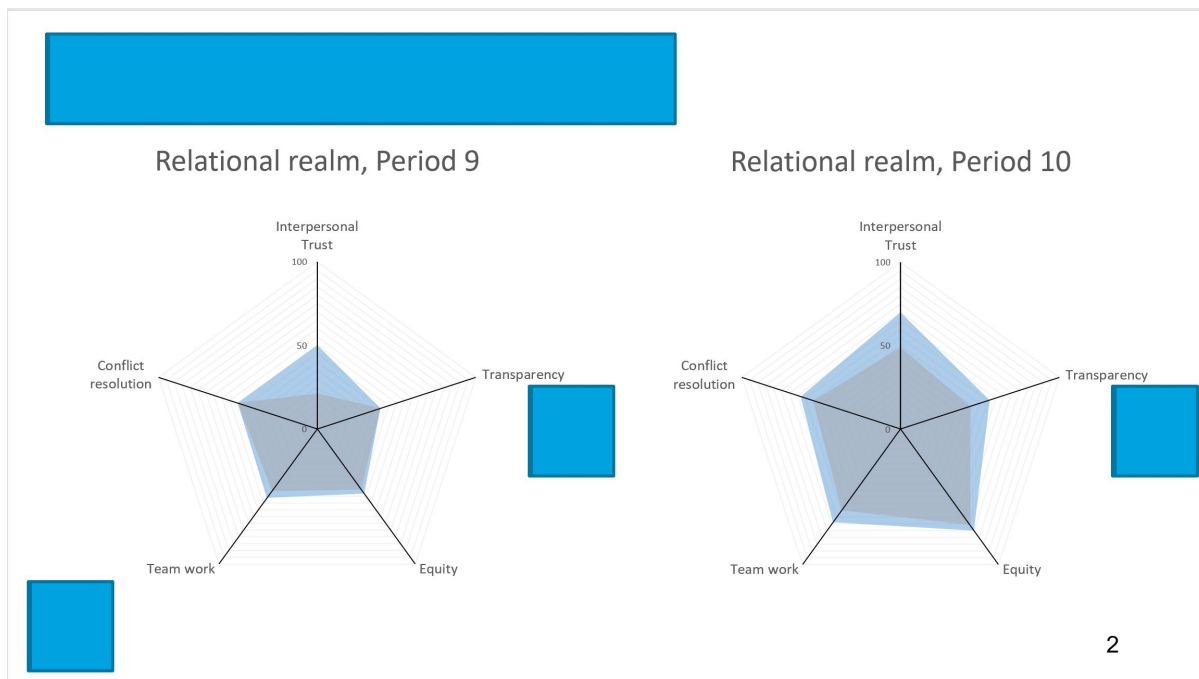 Relational realm, Period 9
Interpersonal
Trust
100
50
0
Conflict
resolution
Transparency
Team work
Equity
Relational realm, Period 10
Interpersonal
Trust
100
50
0
Conflict
resolution
Transparency
Team work
Equity
2